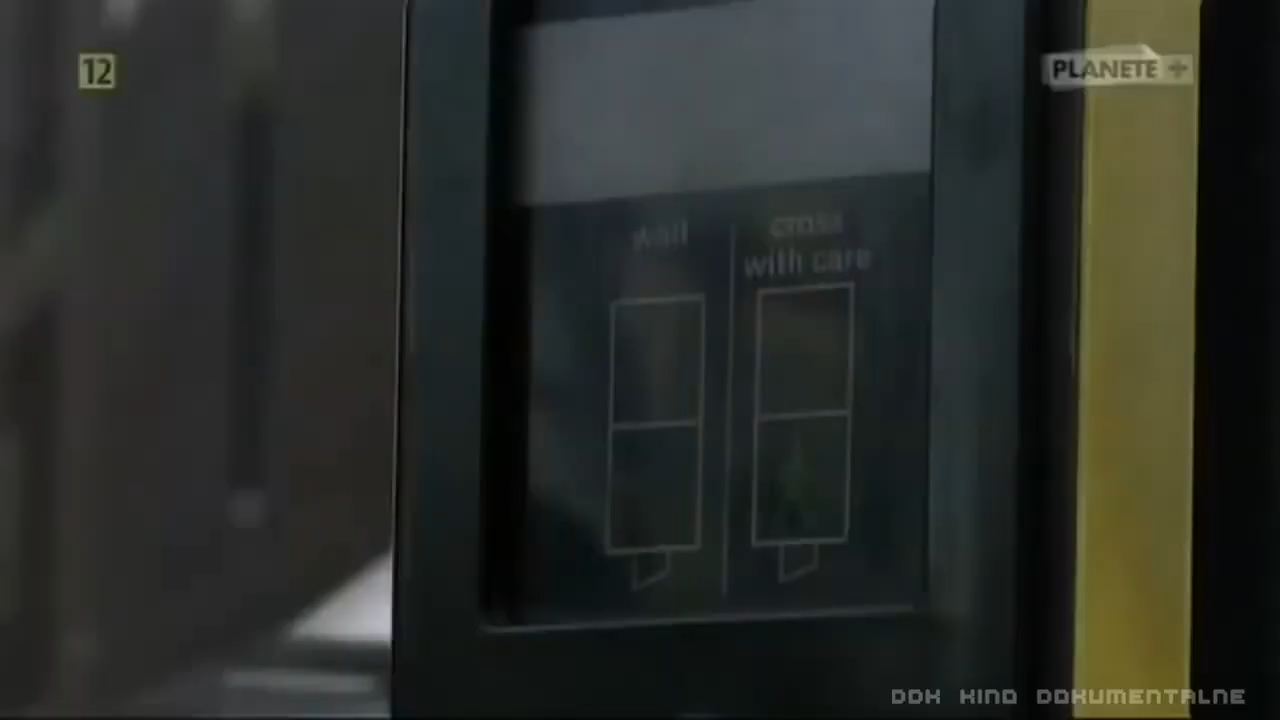 12
PLANETE +
wait
cross
with care
DDK KINO DOKUMENTALNE